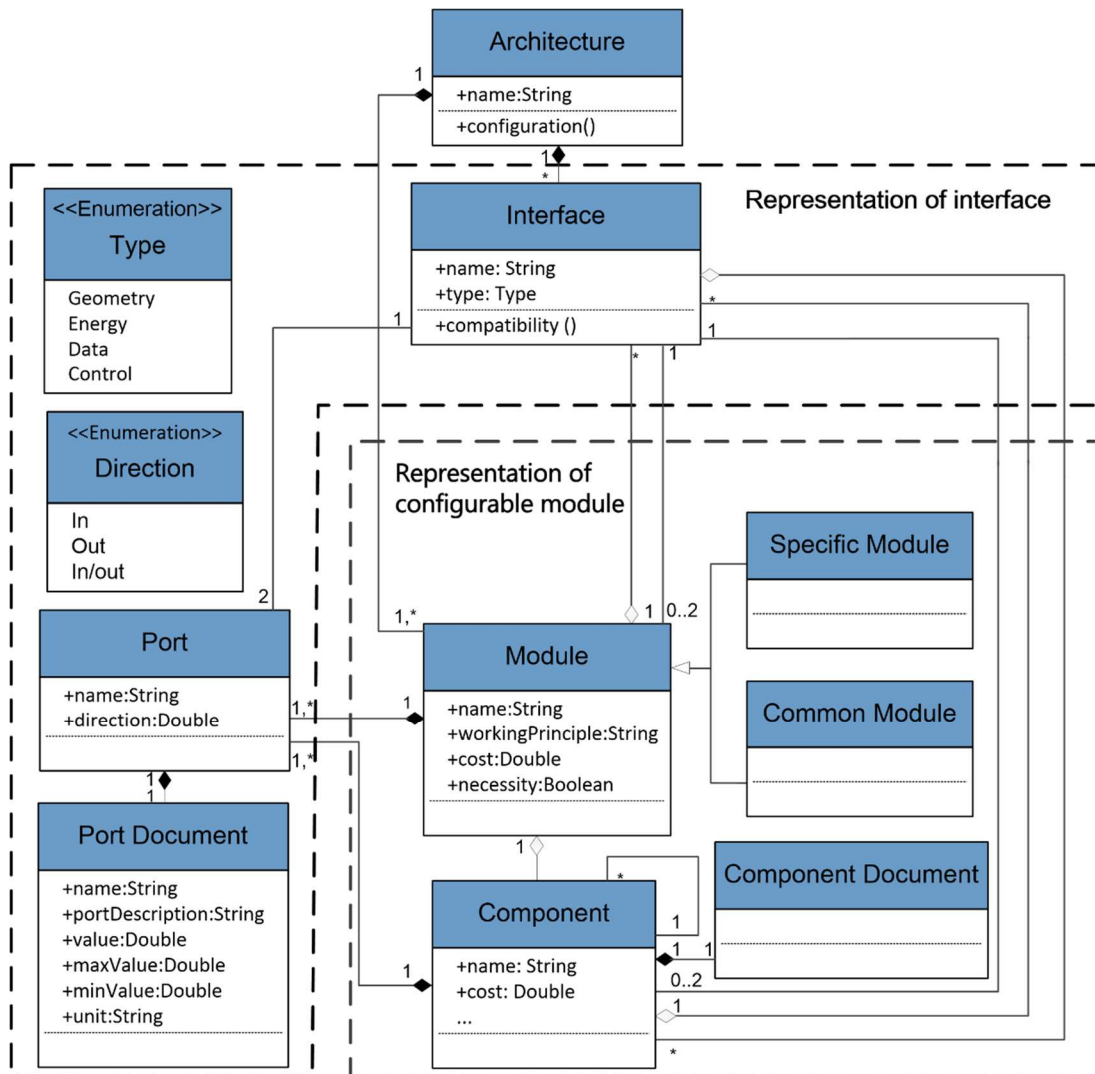 Architecture
+name:String
+configuration()
1
1
*
Representation of interface
<<Enumeration>>
Type
Geometry
Energy
Data
Control
Interface
+name: String
+type: Type
+compatibility ()
1
*
1
*
1
<<Enumeration>>
Direction
In
Out
In/out
Representation of
configurable module
Specific Module
Common Module
2
1,*
1
0..2
Port
+name:String
+direction:Double
1,*
1
1,*
Module
+name:String
+workingPrinciple:String
+cost:Double
+necessity:Boolean
1
1
1
Port Document
+name:String
+portDescription:String
+value:Double
+maxValue:Double
+minValue:Double
+unit:String
Component
+name: String
+cost: Double
...
1
*
1
1
1
0..2
1
*
Component Document